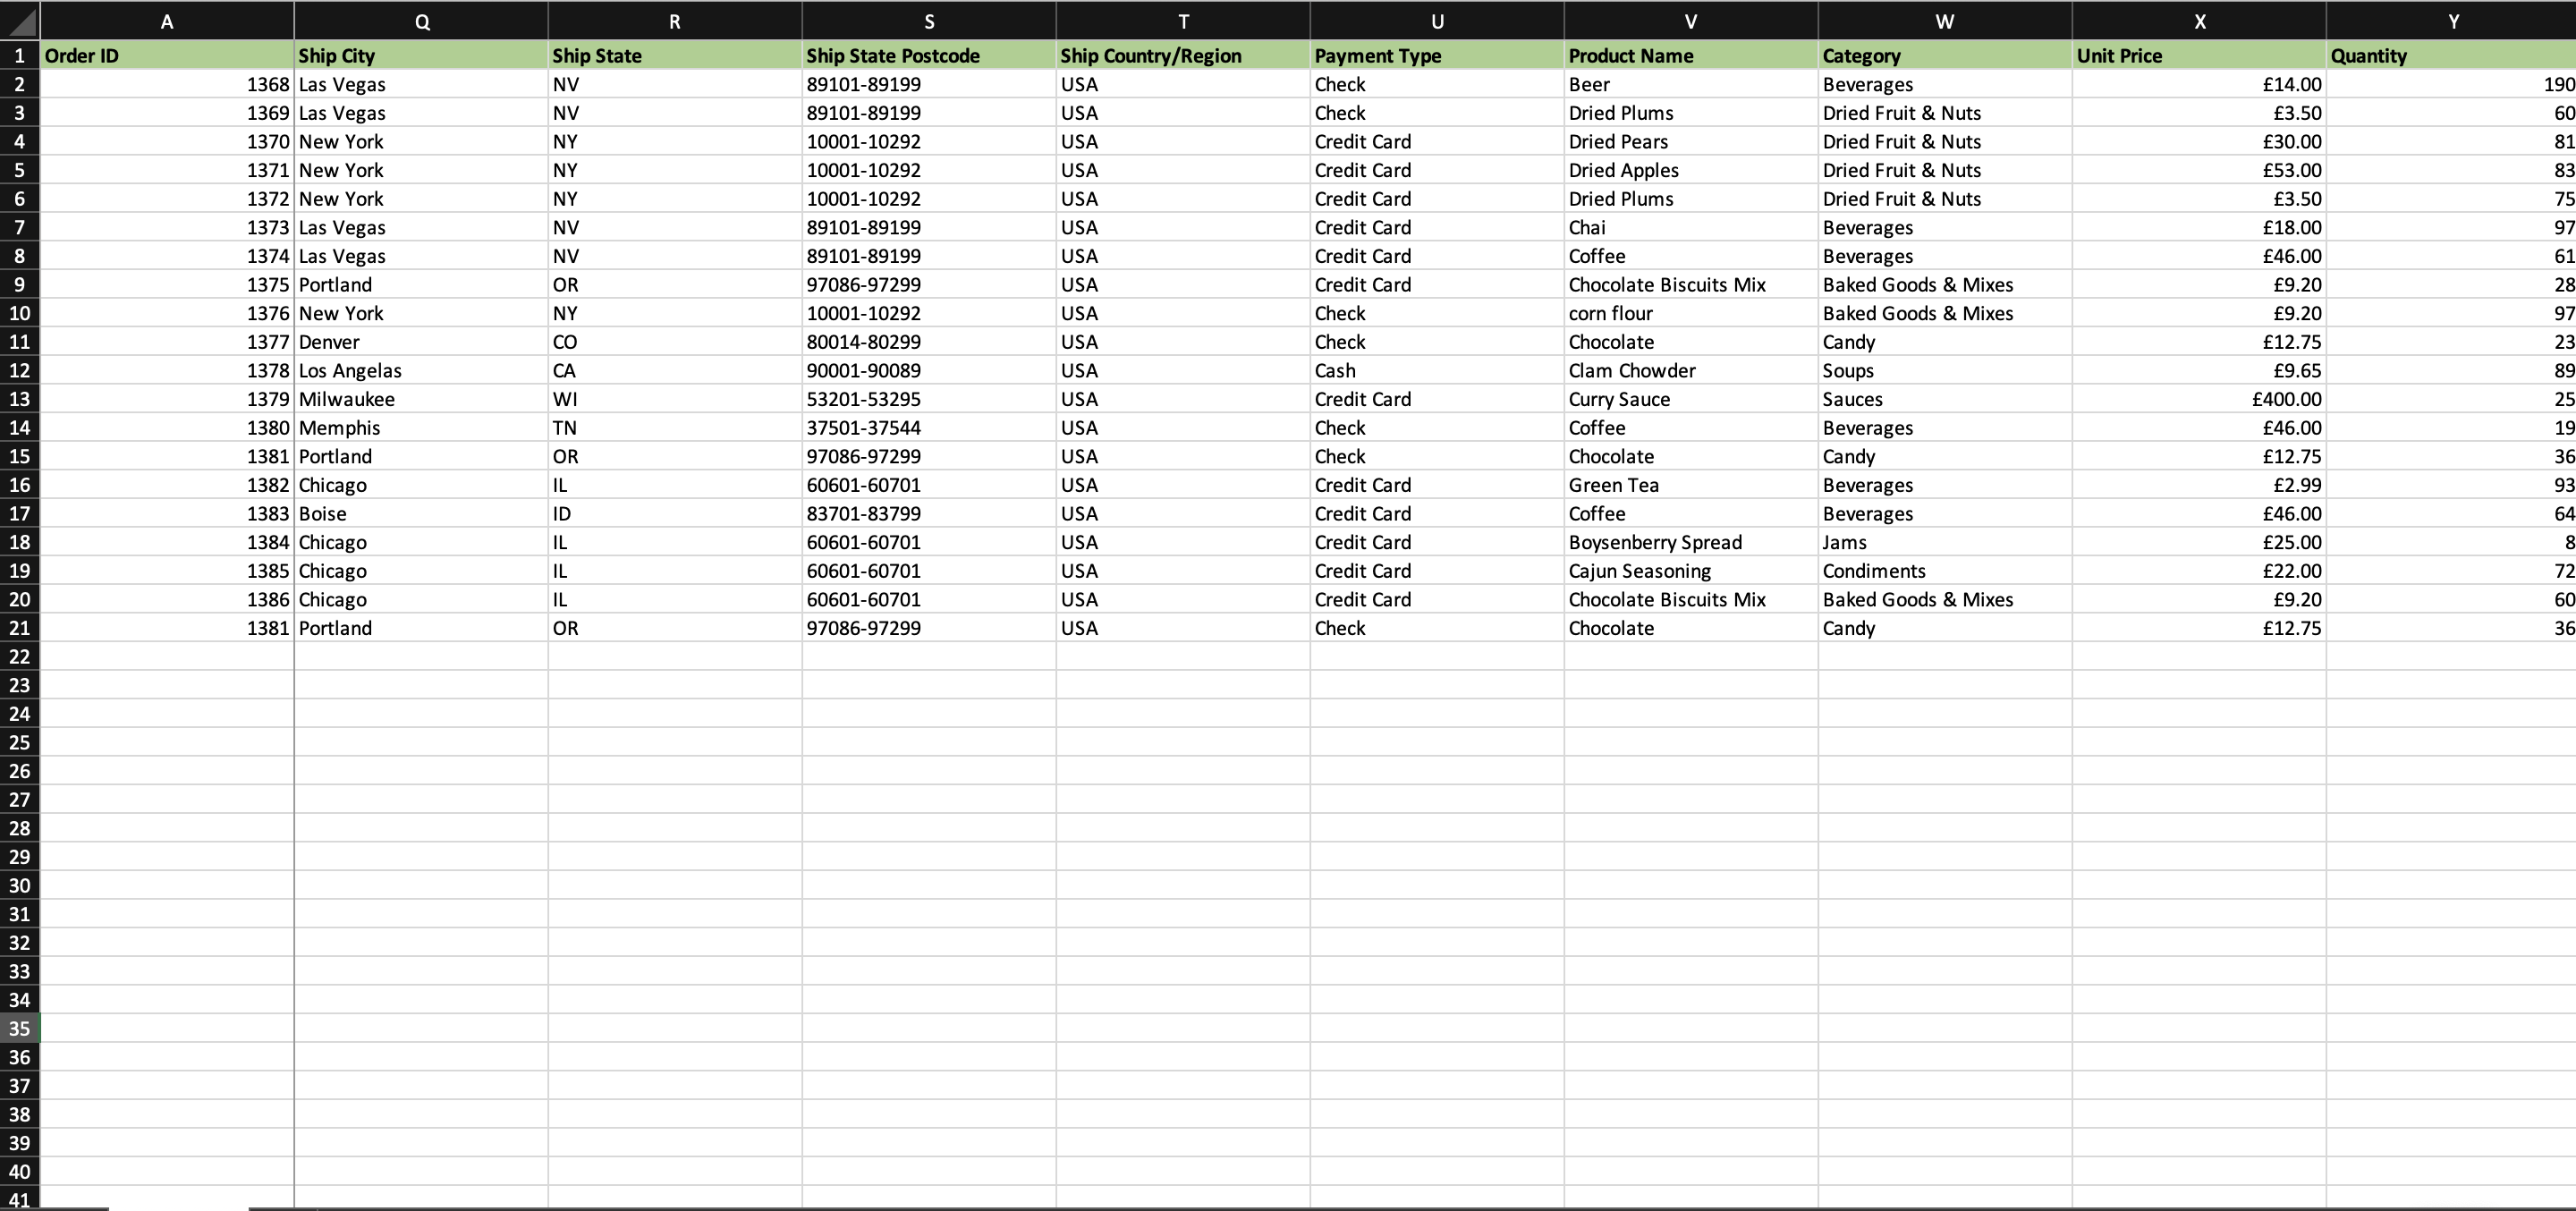 A Q R S T U V W X Y
1 Order ID Ship City Ship State Ship State Postcode Ship Country/Region Payment Type Product Name Category Unit Price Quantity
2 1368 Las Vegas NV 89101-89199 USA Check Beer Beverages £14.00 190
3 1369 Las Vegas NV 89101-89199 USA Check Dried Plums Dried Fruit & Nuts £3.50 60
4 1370 New York NY 10001-10292 USA Credit Card Dried Pears Dried Fruit & Nuts £30.00 81
5 1371 New York NY 10001-10292 USA Credit Card Dried Apples Dried Fruit & Nuts £53.00 83
6 1372 New York NY 10001-10292 USA Credit Card Dried Plums Dried Fruit & Nuts £3.50 75
7 1373 Las Vegas NV 89101-89199 USA Credit Card Chai Beverages £18.00 97
8 1374 Las Vegas NV 89101-89199 USA Credit Card Coffee Beverages £46.00 61
9 1375 Portland OR 97086-97299 USA Credit Card Chocolate Biscuits Mix Baked Goods & Mixes £9.20 28
10 1376 New York NY 10001-10292 USA Check corn flour Baked Goods & Mixes £9.20 97
11 1377 Denver CO 80014-80299 USA Check Chocolate Candy £12.75 23
12 1378 Los Angelas CA 90001-90089 USA Cash Clam Chowder Soups £9.65 89
13 1379 Milwaukee WI 53201-53295 USA Credit Card Curry Sauce Sauces £400.00 25
14 1380 Memphis TN 37501-37544 USA Check Coffee Beverages £46.00 19
15 1381 Portland OR 97086-97299 USA Check Chocolate Candy £12.75 36
16 1382 Chicago IL 60601-60701 USA Credit Card Green Tea Beverages £2.99 93
17 1383 Boise ID 83701-83799 USA Credit Card Coffee Beverages £46.00 64
18 1384 Chicago IL 60601-60701 USA Credit Card Boysenberry Spread Jams £25.00 8
19 1385 Chicago IL 60601-60701 USA Credit Card Cajun Seasoning Condiments £22.00 72
20 1386 Chicago IL 60601-60701 USA Credit Card Chocolate Biscuits Mix Baked Goods & Mixes £9.20 60
21 1381 Portland OR 97086-97299 USA Check Chocolate Candy £12.75 36
22
23
24
25
26
27
28
29
30
31
32
33
34
35
36
37
38
39
40
41